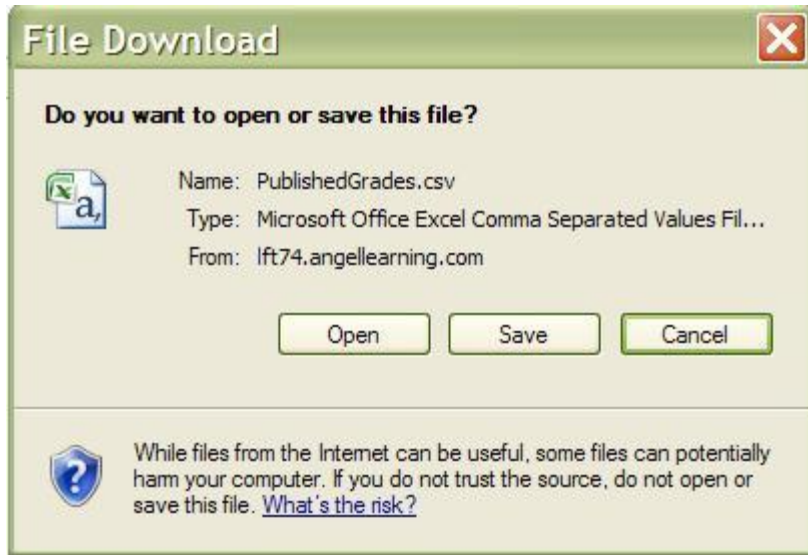 File Download
Do you want to open or save this file?
a,
Name: PublishedGrades.csv
Type: Microsoft Office Excel Comma Separated Values Fil...
From: lft74.angellearning.com
Open Save Cancel
While files from the Internet can be useful, some files can potentially
harm your computer. If you do not trust the source, do not open or
save this file. What's the risk?